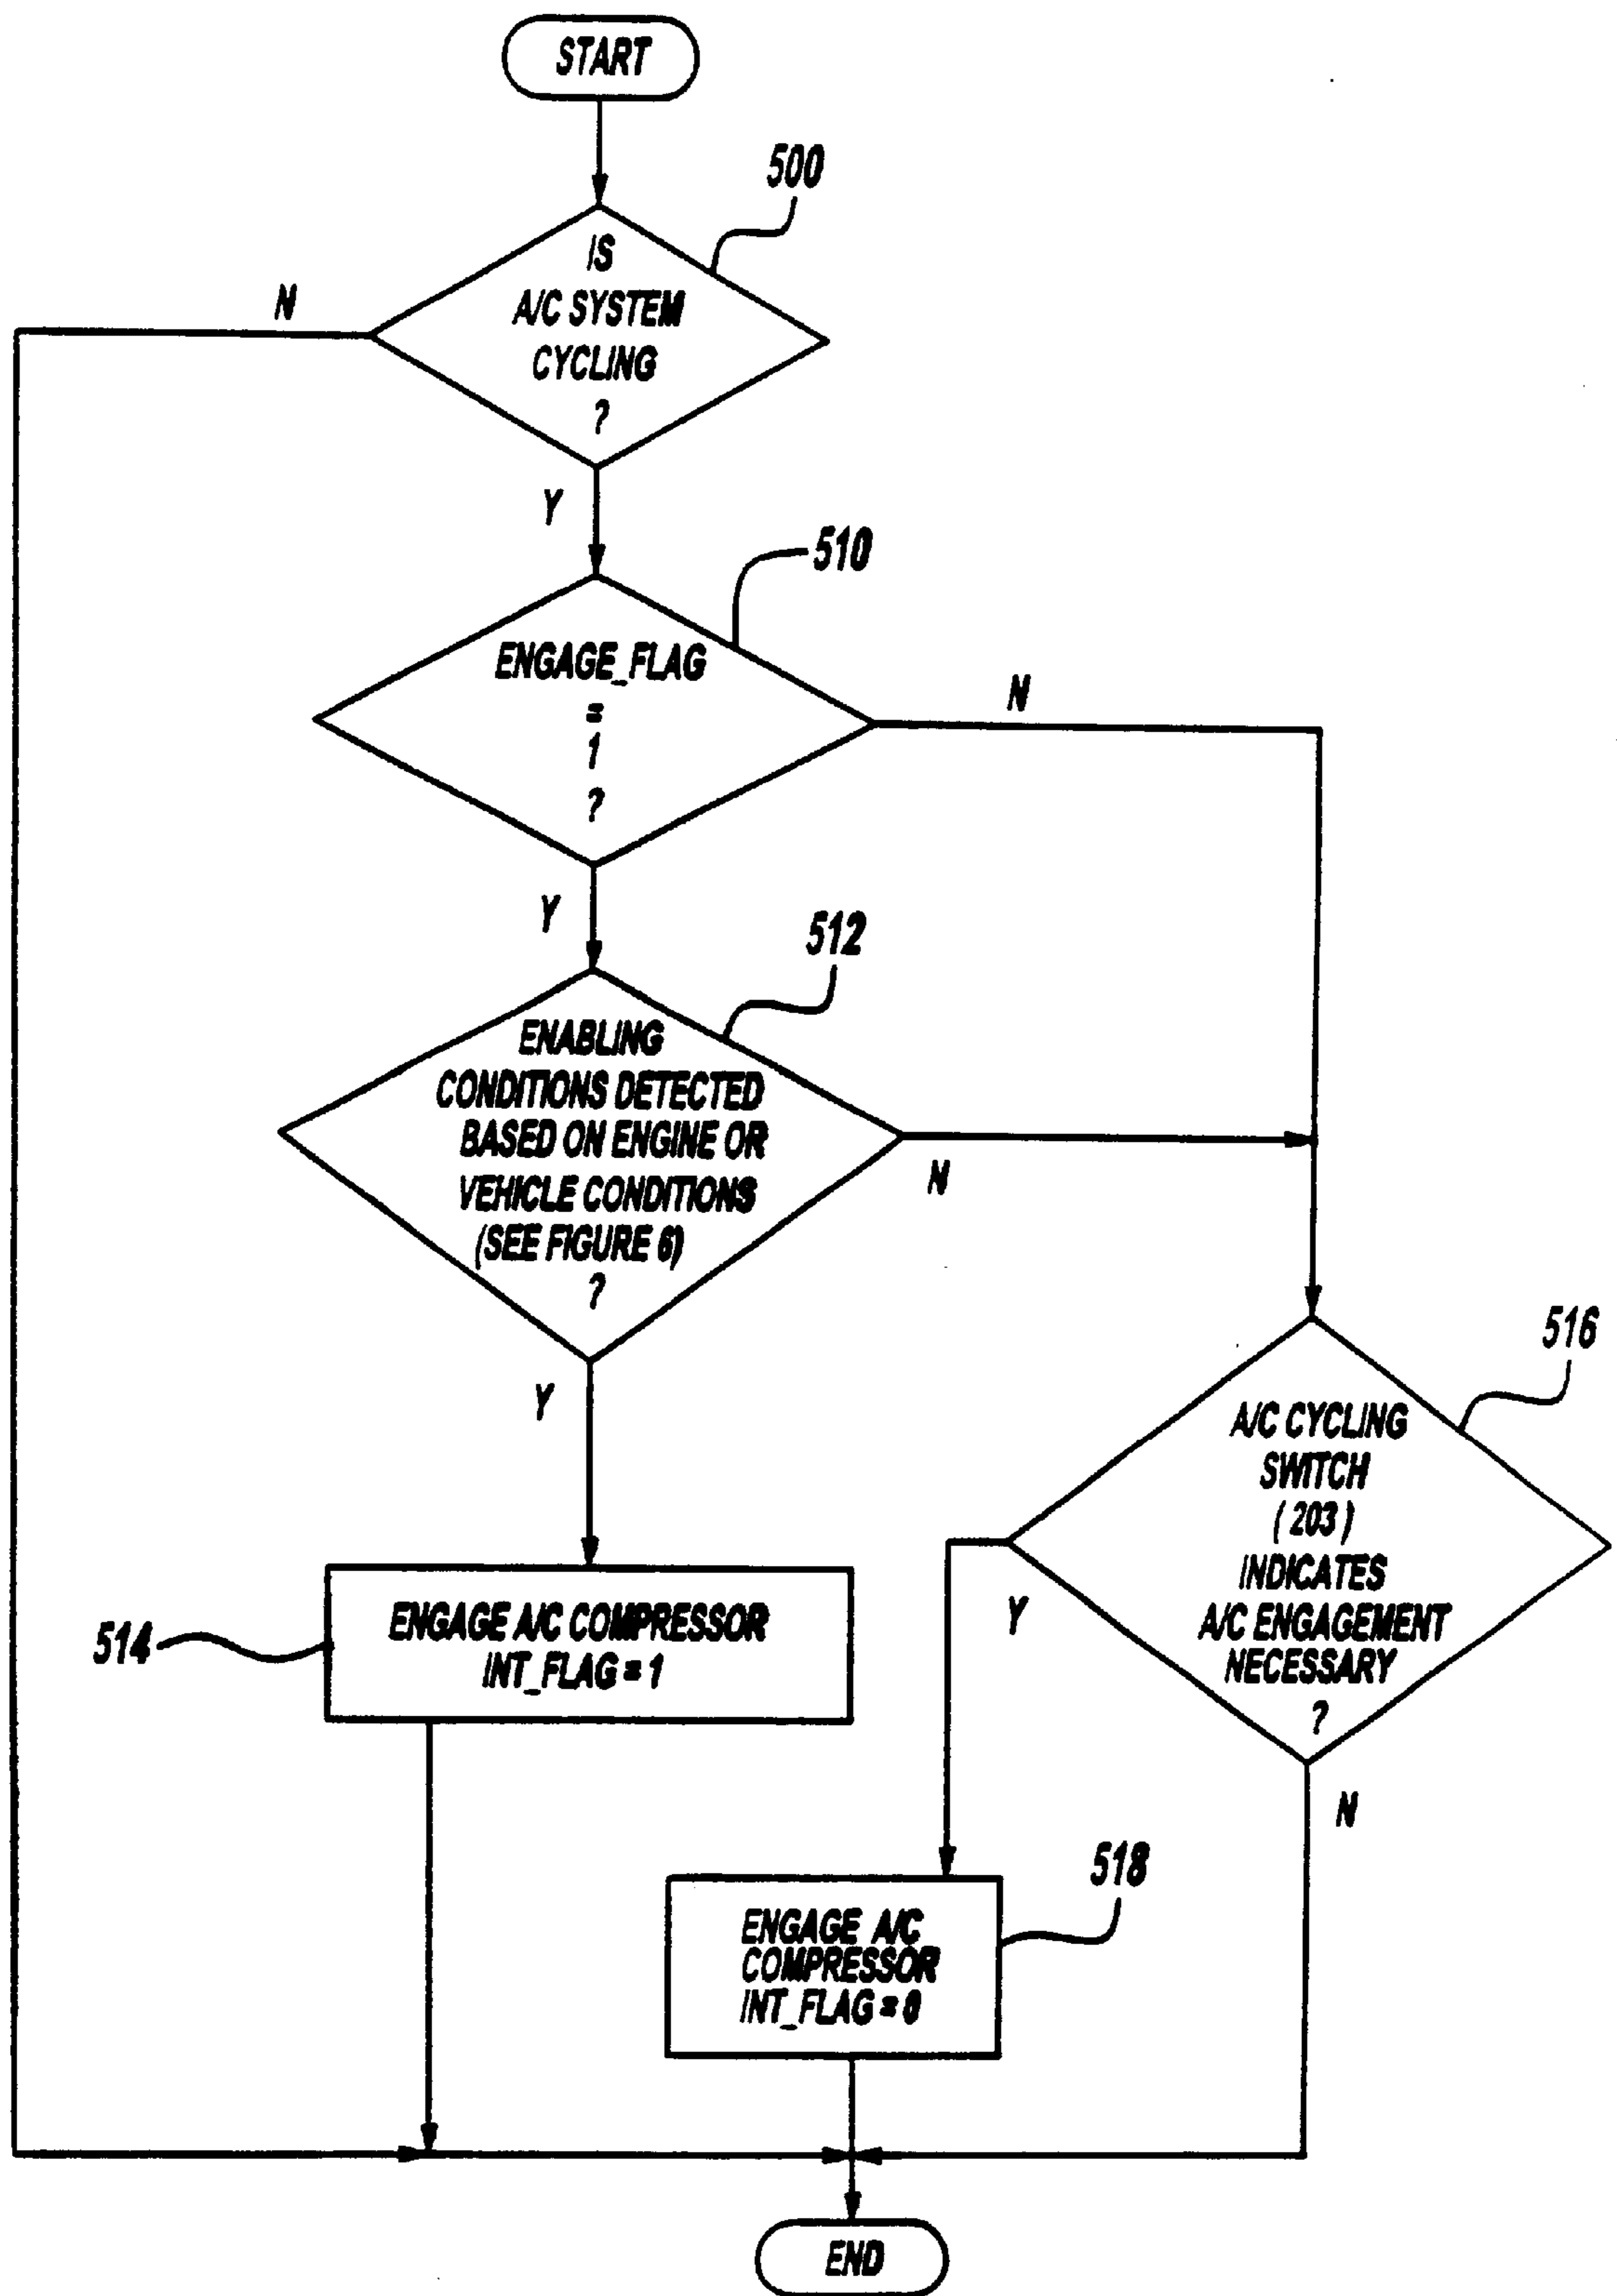 START
500
IS
A/C SYSTEM
CYCLING
?
N
Y
510
ENGAGE_FLAG
=
1
?
N
Y
512
ENABLING
CONDITIONS DETECTED
BASED ON ENGINE OR
VEHICLE CONDITIONS
(SEE FIGURE 6)
?
N
Y
516
A/C CYCLING
SWITCH
( 203 )
INDICATES
A/C ENGAGEMENT
NECESSARY
?
Y
N
514
ENGAGE A/C COMPRESSOR
INT_FLAG = 1
518
ENGAGE A/C
COMPRESSOR
INT_FLAG = 0
END